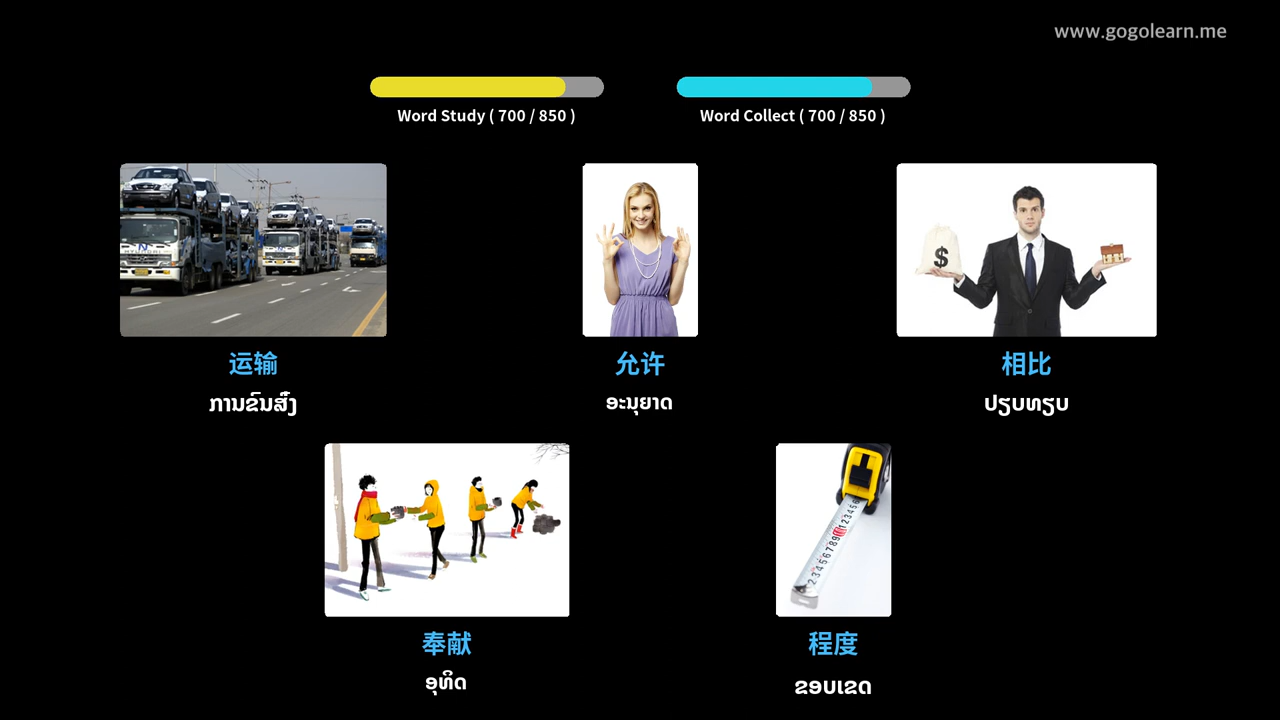 www.gogolearn.me
Word Study ( 700 / 850 )
Word Collect ( 700 / 850 )
运输
ການຂົນສົ່ງ
允许
ອະນຸຍາດ
相比
ປຽບທຽບ
奉献
ອຸທິດ
程度
ຂອບເຂດ